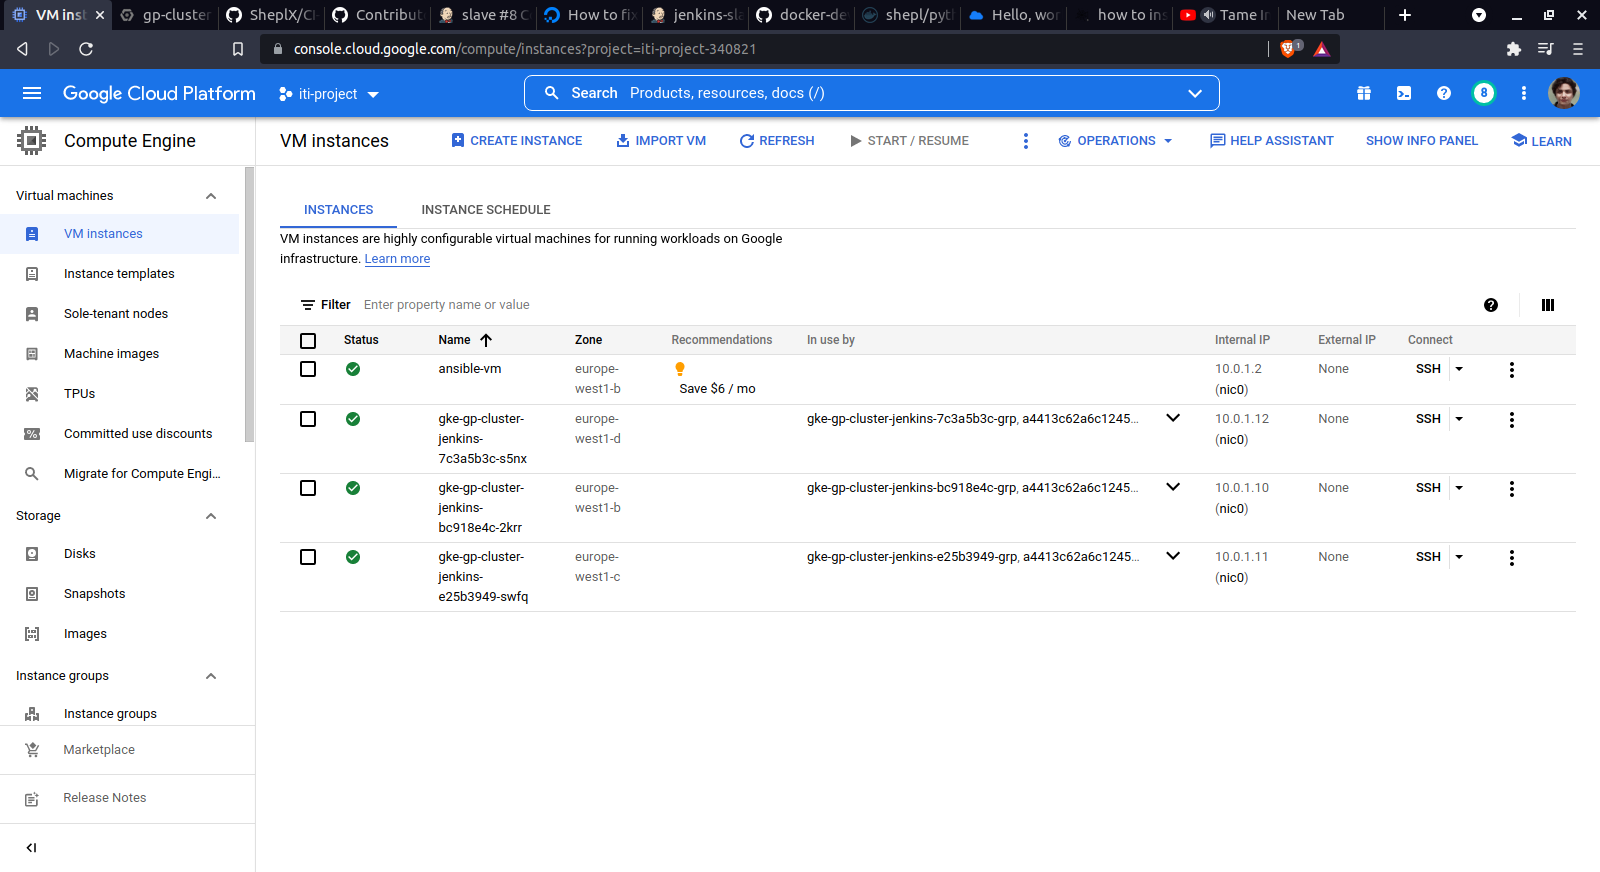 VM inst
gp-cluster
SheplX/CI-
Contribut
slave #8 C
How to fix
jenkins-sla
docker-de
shepl/pyt
Hello, wor
how to ins
Tame I
New Tab
console.cloud.google.com/compute/instances?project=iti-project-340821
1
Google Cloud Platform
iti-project
Search Products, resources, docs (/)
8
Compute Engine
VM instances
CREATE INSTANCE
IMPORT VM
REFRESH
START / RESUME
OPERATIONS
HELP ASSISTANT
SHOW INFO PANEL
LEARN
Virtual machines
VM instances
Instance templates
Sole-tenant nodes
Machine images
TPUs
Committed use discounts
Migrate for Compute Engi...
Storage
Disks
Snapshots
Images
Instance groups
Instance groups
Marketplace
Release Notes
INSTANCES
INSTANCE SCHEDULE
VM instances are highly configurable virtual machines for running workloads on Google
infrastructure. Learn more
Filter Enter property name or value
Status Name Zone Recommendations In use by Internal IP External IP Connect
ansible-vm europe- 10.0.1.2 None SSH
west1-b Save $6 / mo (nic0)
gke-gp-cluster- europe- gke-gp-cluster-jenkins-7c3a5b3c-grp, a4413c62a6c1245... 10.0.1.12 None SSH
jenkins- west1-d (nic0)
7c3a5b3c-s5nx
gke-gp-cluster- europe- gke-gp-cluster-jenkins-bc918e4c-grp, a4413c62a6c1245... 10.0.1.10 None SSH
jenkins- west1-b (nic0)
bc918e4c-2krr
gke-gp-cluster- europe- gke-gp-cluster-jenkins-e25b3949-grp, a4413c62a6c1245... 10.0.1.11 None SSH
jenkins- west1-c (nic0)
e25b3949-swfq